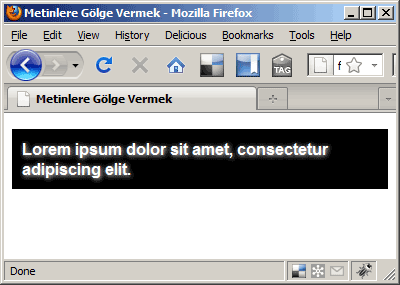 Metinlere Gölge Vermek - Mozilla Firefox
File Edit View History Delicious Bookmarks Tools Help
TAG f
Metinlere Gölge Vermek
Lorem ipsum dolor sit amet, consectetur
adipiscing elit.
Done